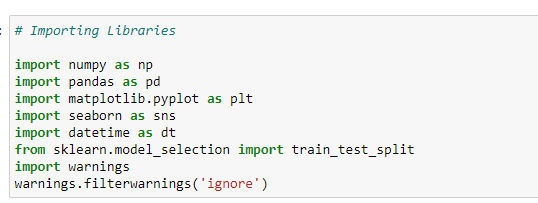 :
# Importing Libraries
import numpy as np
import pandas as pd
import matplotlib.pyplot as plt
import seaborn as sns
import datetime as dt
from sklearn.model_selection import train_test_split
import warnings
warnings.filterwarnings('ignore')